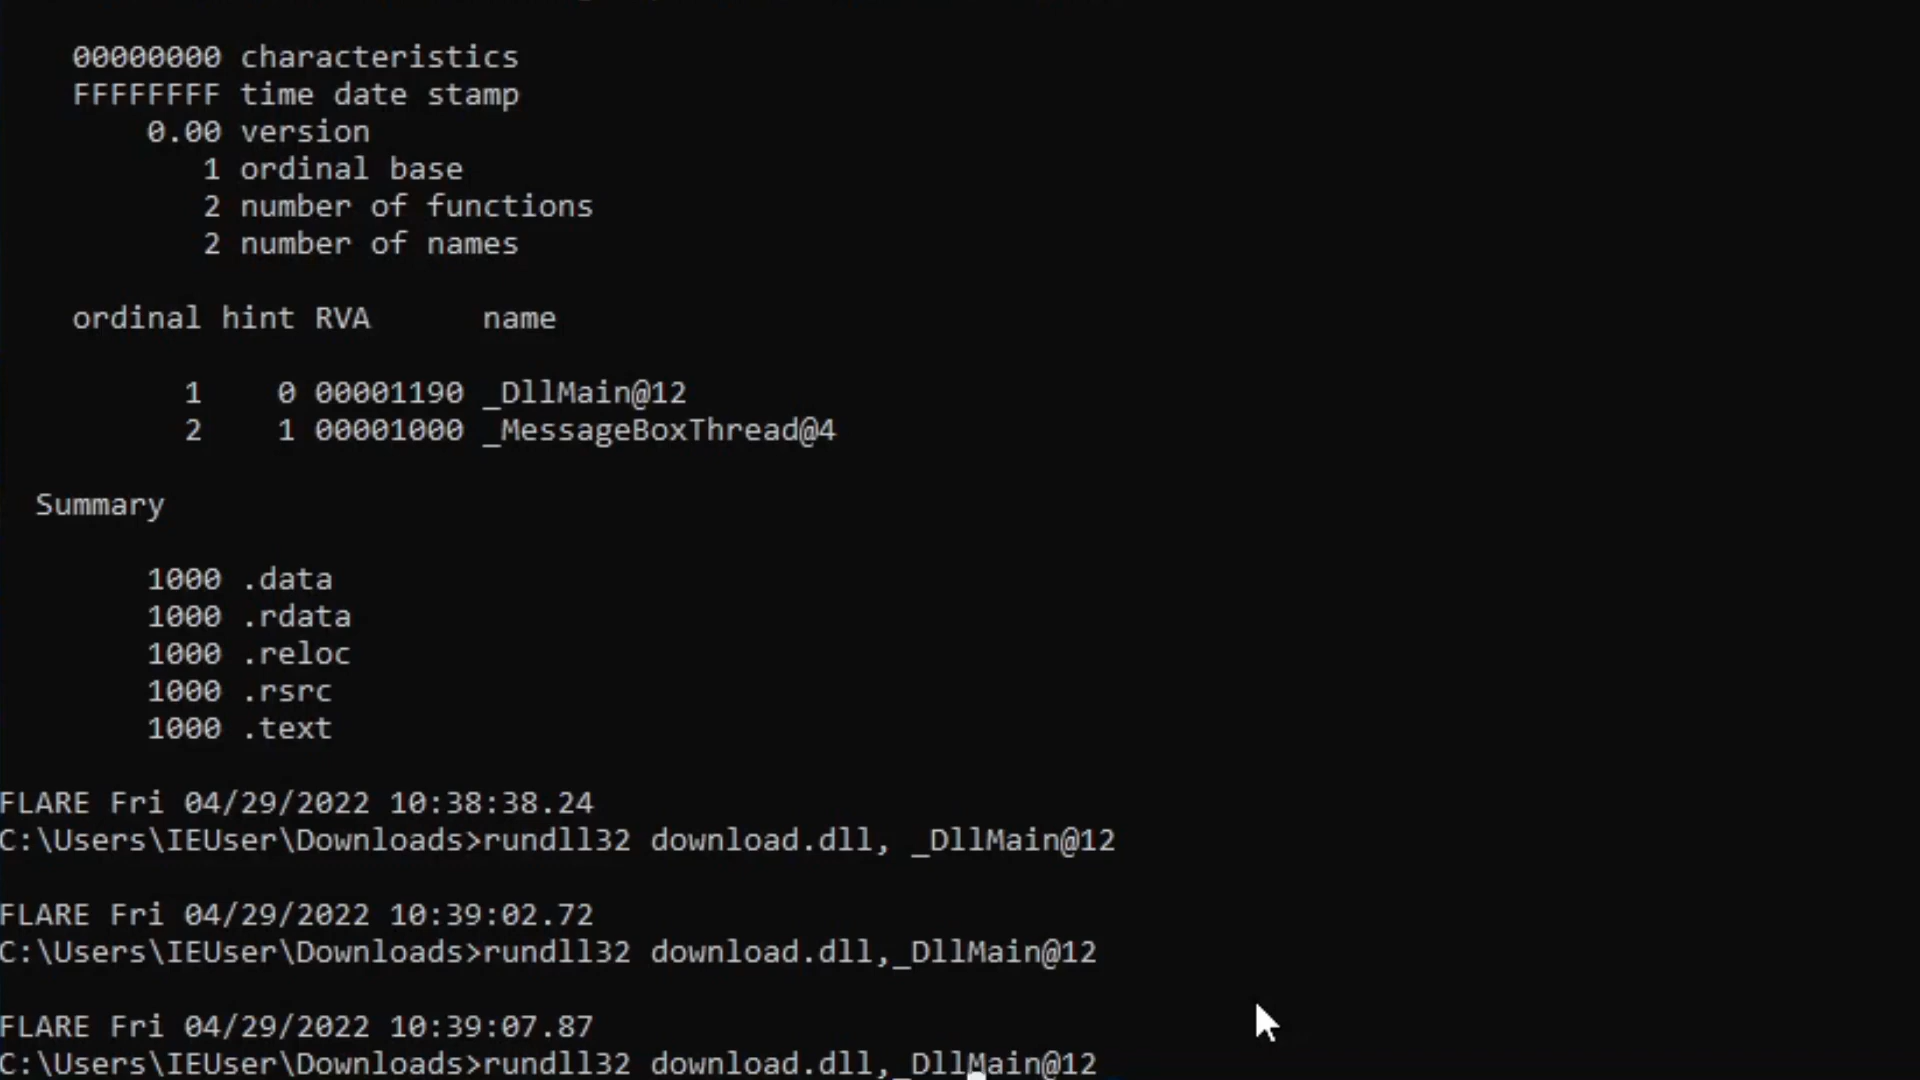 00000000 characteristics
FFFFFFFF time date stamp
0.00 version
1 ordinal base
2 number of functions
2 number of names
ordinal hint RVA name
1 0 00001190 _DllMain@12
2 1 00001000 _MessageBoxThread@4
Summary
1000 .data
1000 .rdata
1000 .reloc
1000 .rsrc
1000 .text
FLARE Fri 04/29/2022 10:38:38.24
C:\Users\IEUser\Downloads>rundll32 download.dll, _DllMain@12
FLARE Fri 04/29/2022 10:39:02.72
C:\Users\IEUser\Downloads>rundll32 download.dll,_DllMain@12
FLARE Fri 04/29/2022 10:39:07.87
C:\Users\IEUser\Downloads>rundll32 download.dll,_DllMain@12